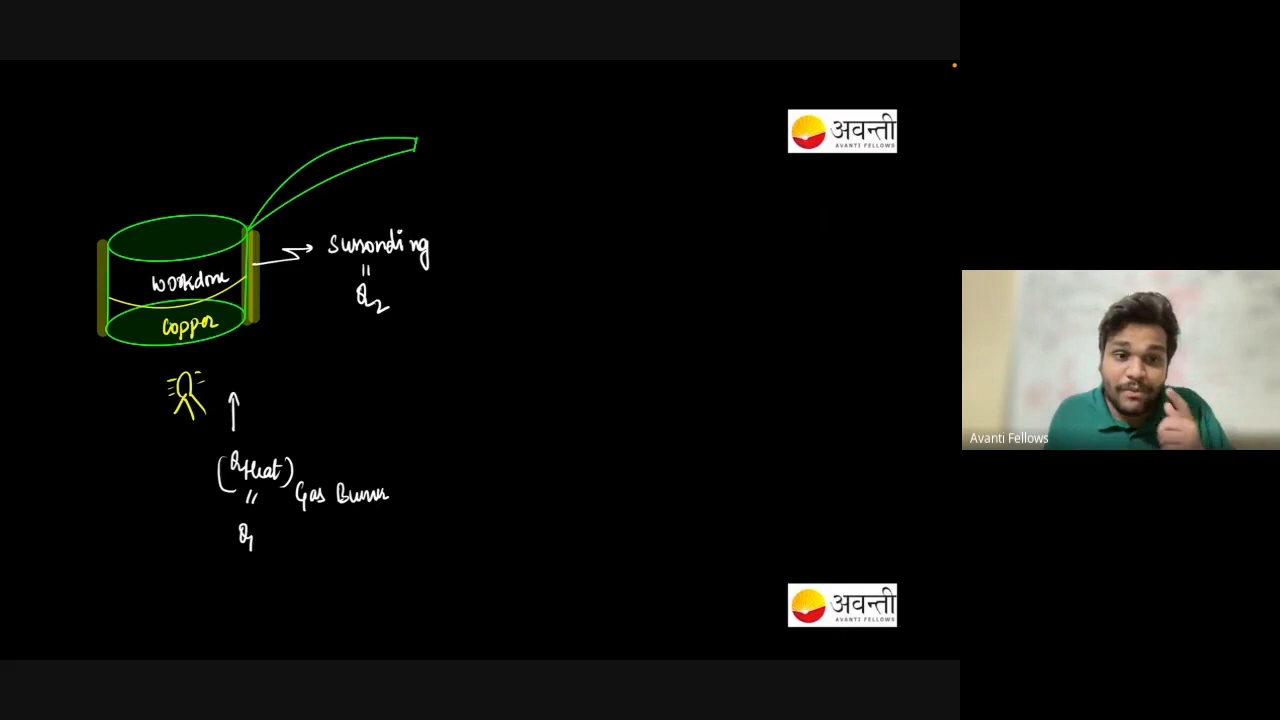 अवन्ती
AVANTI FELLOWS
Surronding
workdone
=
Q2
copper
(QHeat) Gas Burner
=
Q1
Avanti Fellows
अवन्ती
AVANTI FELLOWS